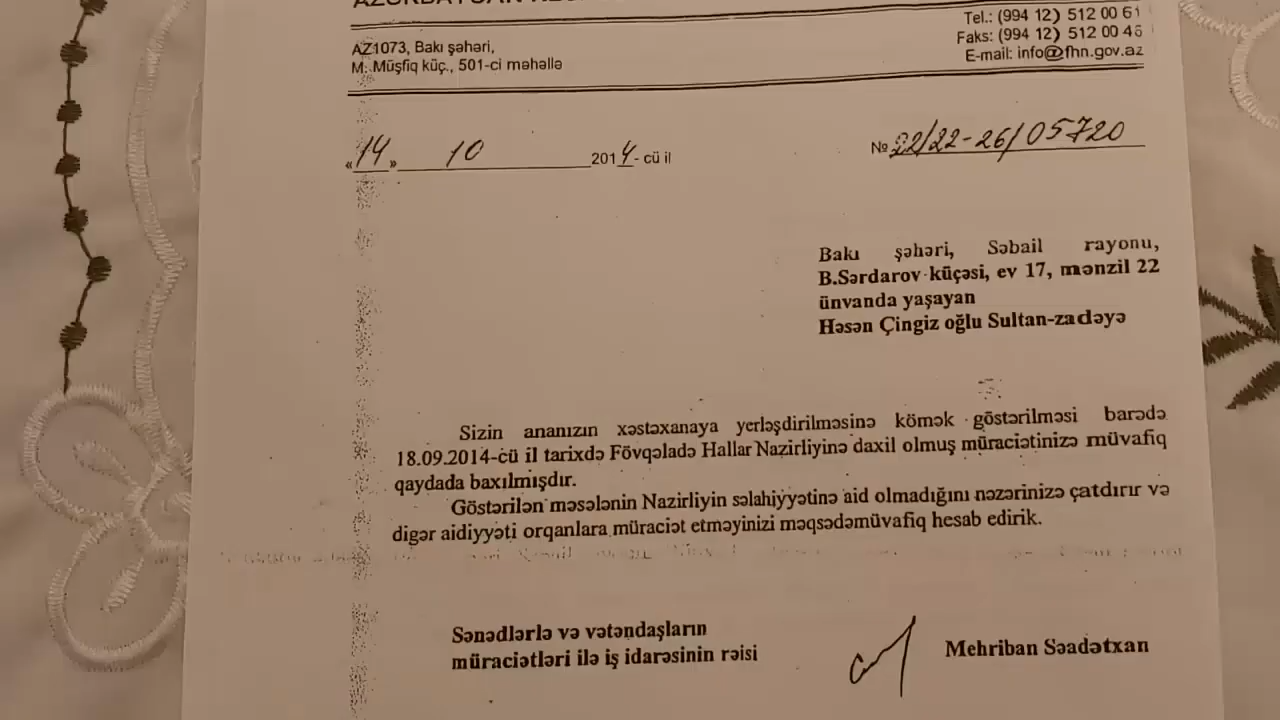 Tel.: (994 12) 512 00 61
Faks: (994 12) 512 00 46
E-mail: info@fhn.gov.az
AZ1073, Bakı şəhəri,
M. Müşfiq küç., 501-ci məhəllə
«14» 10 2014-cü il
№ 22/22-26/05720
Bakı şəhəri, Səbail rayonu,
B.Sərdarov küçəsi, ev 17, mənzil 22
ünvanda yaşayan
Həsən Çingiz oğlu Sultan-zadəyə
Sizin ananızın xəstəxanaya yerləşdirilməsinə kömək göstərilməsi barədə
18.09.2014-cü il tarixdə Fövqəladə Hallar Nazirliyinə daxil olmuş müraciətinizə müvafiq
qaydada baxılmışdır.
Göstərilən məsələnin Nazirliyin səlahiyyətinə aid olmadığını nəzərinizə çatdırır və
digər aidiyyəti orqanlara müraciət etməyinizi məqsədəmüvafiq hesab edirik.
Sənədlərlə və vətəndaşların
müraciətləri ilə iş idarəsinin rəisi
Mehriban Səadətxan